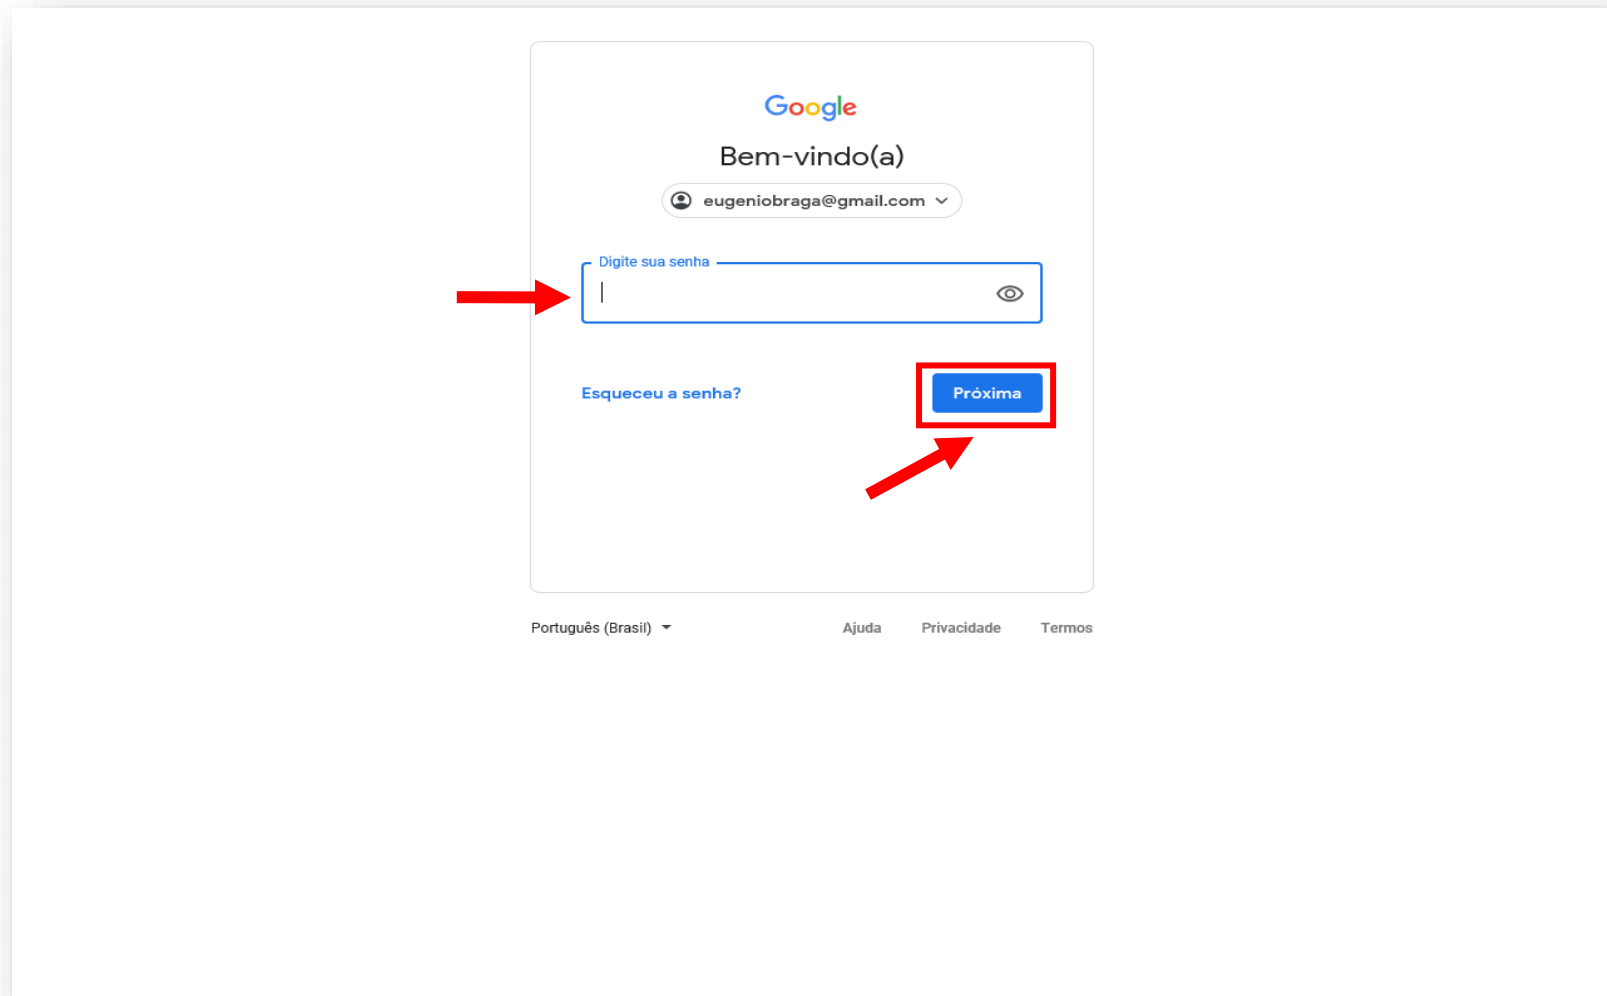 Google
Bem-vindo(a)
eugeniobraga@gmail.com
Digite sua senha
Esqueceu a senha? Próxima
Português (Brasil) Ajuda Privacidade Termos